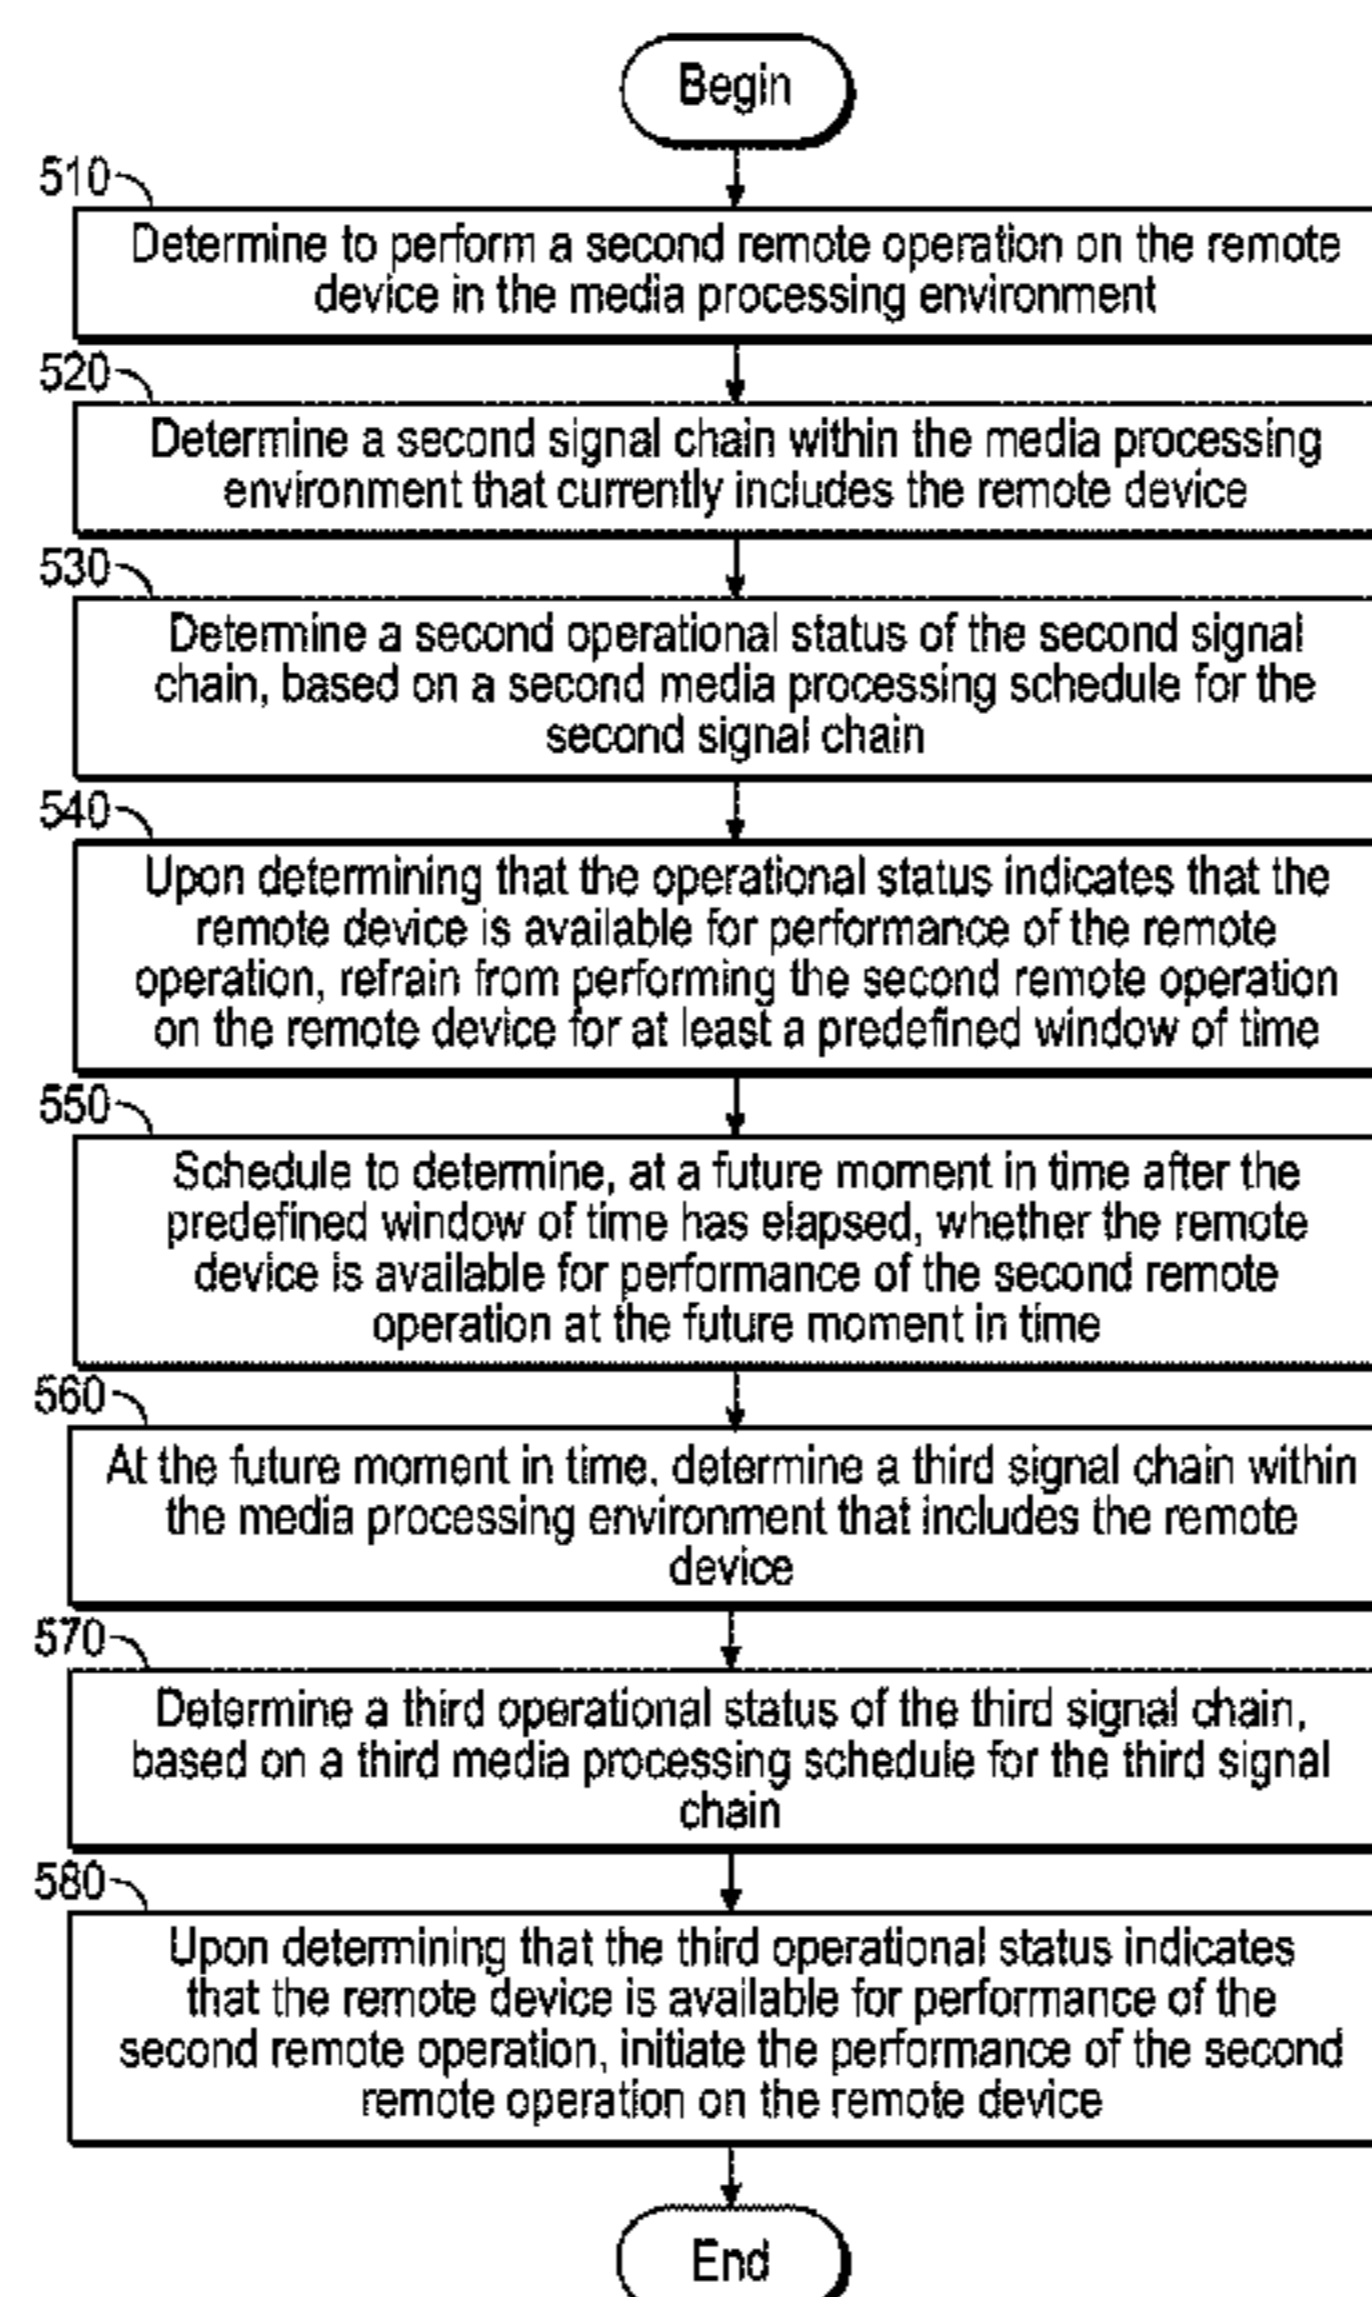 Begin
510
Determine to perform a second remote operation on the remote
device in the media processing environment
520
Determine a second signal chain within the media processing
environment that currently includes the remote device
530
Determine a second operational status of the second signal
chain, based on a second media processing schedule for the
second signal chain
540
Upon determining that the operational status indicates that the
remote device is available for performance of the remote
operation, refrain from performing the second remote operation
on the remote device for at least a predefined window of time
550
Schedule to determine, at a future moment in time after the
predefined window of time has elapsed, whether the remote
device is available for performance of the second remote
operation at the future moment in time
560
At the future moment in time, determine a third signal chain within
the media processing environment that includes the remote
device
570
Determine a third operational status of the third signal chain,
based on a third media processing schedule for the third signal
chain
580
Upon determining that the third operational status indicates
that the remote device is available for performance of the
second remote operation, initiate the performance of the second
remote operation on the remote device
End